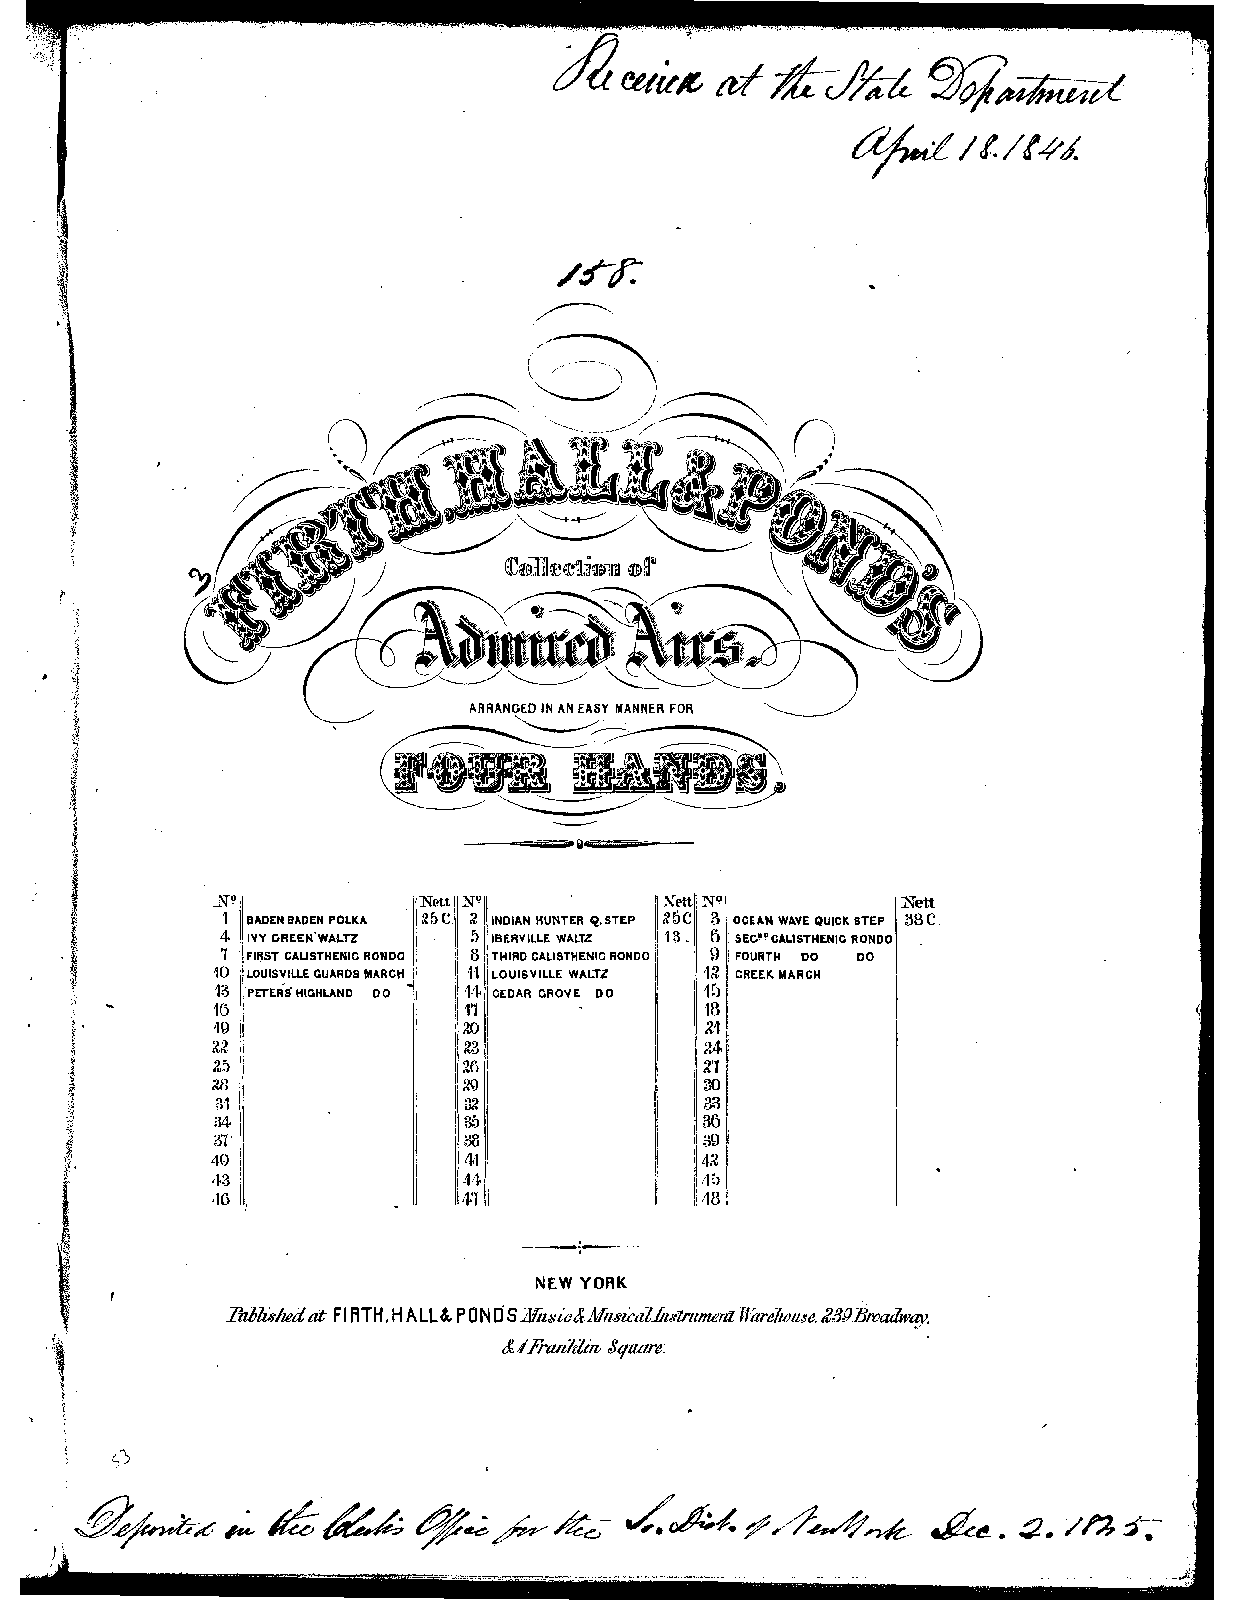 Received at the State Department
April 18. 1846.
158.
3
FIRTH, HALL & POND'S
Collection of
Admired Airs.
ARRANGED IN AN EASY MANNER FOR
FOUR HANDS.
No. Nett No. Nett No. Nett
1 BADEN BADEN POLKA 25 C. 2 INDIAN HUNTER Q. STEP 25 C 3 OCEAN WAVE QUICK STEP 38 C.
4 IVY GREEN WALTZ 5 IBERVILLE WALTZ 13. 6 SECND CALISTHENIC RONDO
7 FIRST CALISTHENIC RONDO 8 THIRD CALISTHENIC RONDO 9 FOURTH DO DO
10 LOUISVILLE GUARDS MARCH 11 LOUISVILLE WALTZ 12 CREEK MARCH
13 PETERS' HIGHLAND DO 14 CEDAR GROVE DO 15
16 17 18
19 20 21
22 23 24
25 26 27
28 29 30
31 32 33
34 35 36
37 38 39
40 41 42
43 44 45
46 47 48
NEW YORK
Published at FIRTH, HALL & POND'S Music & Musical Instrument Warehouse, 239 Broadway,
& 1 Franklin Square.
53
Deposited in the Clerk's Office for the So. Dist. of New York Dec. 2. 1845.